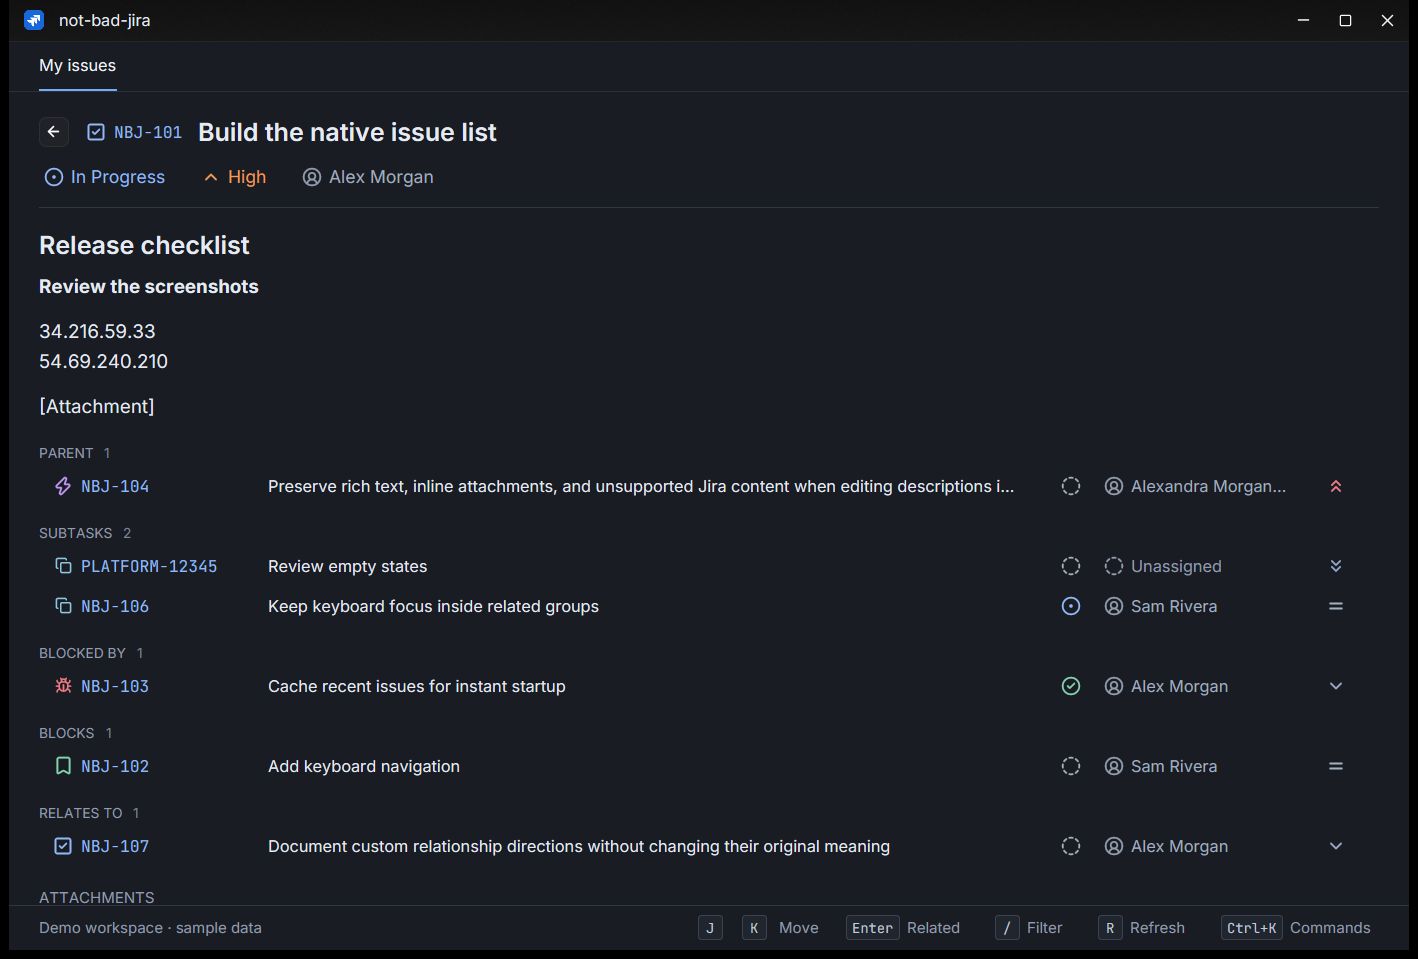 not-bad-jira
My issues
NBJ-101 Build the native issue list
In Progress High Alex Morgan
Release checklist
Review the screenshots
34.216.59.33
54.69.240.210
[Attachment]
PARENT 1
NBJ-104 Preserve rich text, inline attachments, and unsupported Jira content when editing descriptions i... Alexandra Morgan...
SUBTASKS 2
PLATFORM-12345 Review empty states Unassigned
NBJ-106 Keep keyboard focus inside related groups Sam Rivera
BLOCKED BY 1
NBJ-103 Cache recent issues for instant startup Alex Morgan
BLOCKS 1
NBJ-102 Add keyboard navigation Sam Rivera
RELATES TO 1
NBJ-107 Document custom relationship directions without changing their original meaning Alex Morgan
ATTACHMENTS
Demo workspace · sample data J K Move Enter Related / Filter R Refresh Ctrl+K Commands